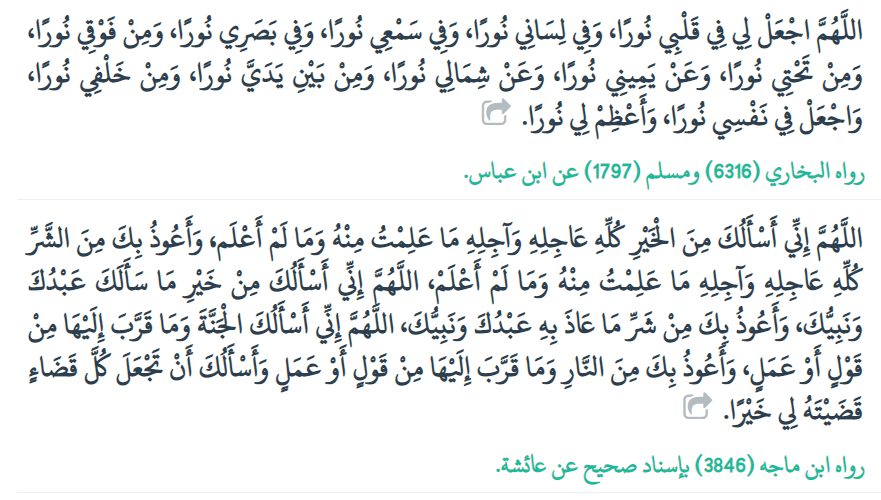 اللَّهُمَّ اجْعَلْ لِي فِي قَلْبِي نُورًا، وَفِي لِسَانِي نُورًا، وَفِي سَمْعِي نُورًا، وَفِي بَصَرِي نُورًا، وَمِنْ فَوْقِي نُورًا،
وَمِنْ تَحْتِي نُورًا، وَعَنْ يَمِينِي نُورًا، وَعَنْ شِمَالِي نُورًا، وَمِنْ بَيْنِ يَدَيَّ نُورًا، وَمِنْ خَلْفِي نُورًا،
وَاجْعَلْ فِي نَفْسِي نُورًا، وَأَعْظِمْ لِي نُورًا.
رواه البخاري (6316) ومسلم (1797) عن ابن عباس.
اللَّهُمَّ إِنِّي أَسْأَلُكَ مِنَ الْخَيْرِ كُلِّهِ عَاجِلِهِ وَآجِلِهِ مَا عَلِمْتُ مِنْهُ وَمَا لَمْ أَعْلَم، وَأَعُوذُ بِكَ مِنَ الشَّرِّ
كُلِّهِ عَاجِلِهِ وَآجِلِهِ مَا عَلِمْتُ مِنْهُ وَمَا لَمْ أَعْلَمْ، اللَّهُمَّ إِنِّي أَسْأَلُكَ مِنْ خَيْرِ مَا سَأَلَكَ عَبْدُكَ
وَنَبِيُّكَ، وَأَعُوذُ بِكَ مِنْ شَرِّ مَا عَاذَ بِهِ عَبْدُكَ وَنَبِيُّكَ، اللَّهُمَّ إِنِّي أَسْأَلُكَ الْجَنَّةَ وَمَا قَرَّبَ إِلَيْهَا مِنْ
قَوْلٍ أَوْ عَمَلٍ، وَأَعُوذُ بِكَ مِنَ النَّارِ وَمَا قَرَّبَ إِلَيْهَا مِنْ قَوْلٍ أَوْ عَمَلٍ وَأَسْأَلُكَ أَنْ تَجْعَلَ كُلَّ قَضَاءٍ
قَضَيْتَهُ لِي خَيْرًا.
رواه ابن ماجه (3846) بإسناد صحيح عن عائشة.